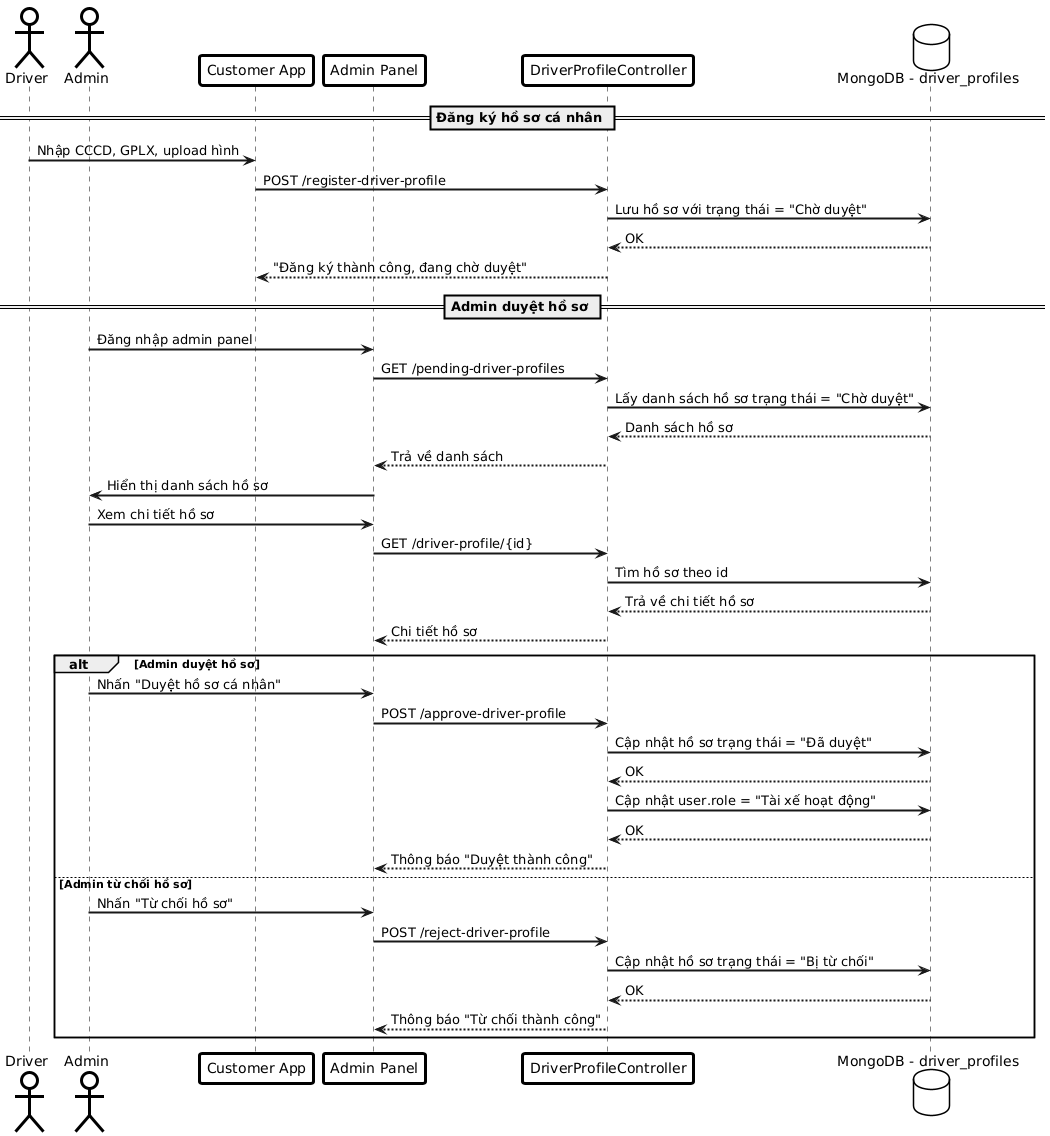 Driver
Admin
Customer App
Admin Panel
DriverProfileController
MongoDB - driver_profiles
Đăng ký hồ sơ cá nhân
Nhập CCCD, GPLX, upload hình
POST /register-driver-profile
Lưu hồ sơ với trạng thái = "Chờ duyệt"
OK
"Đăng ký thành công, đang chờ duyệt"
Admin duyệt hồ sơ
Đăng nhập admin panel
GET /pending-driver-profiles
Lấy danh sách hồ sơ trạng thái = "Chờ duyệt"
Danh sách hồ sơ
Trả về danh sách
Hiển thị danh sách hồ sơ
Xem chi tiết hồ sơ
GET /driver-profile/{id}
Tìm hồ sơ theo id
Trả về chi tiết hồ sơ
Chi tiết hồ sơ
alt [Admin duyệt hồ sơ]
Nhấn "Duyệt hồ sơ cá nhân"
POST /approve-driver-profile
Cập nhật hồ sơ trạng thái = "Đã duyệt"
OK
Cập nhật user.role = "Tài xế hoạt động"
OK
Thông báo "Duyệt thành công"
[Admin từ chối hồ sơ]
Nhấn "Từ chối hồ sơ"
POST /reject-driver-profile
Cập nhật hồ sơ trạng thái = "Bị từ chối"
OK
Thông báo "Từ chối thành công"
Driver
Admin
Customer App
Admin Panel
DriverProfileController
MongoDB - driver_profiles